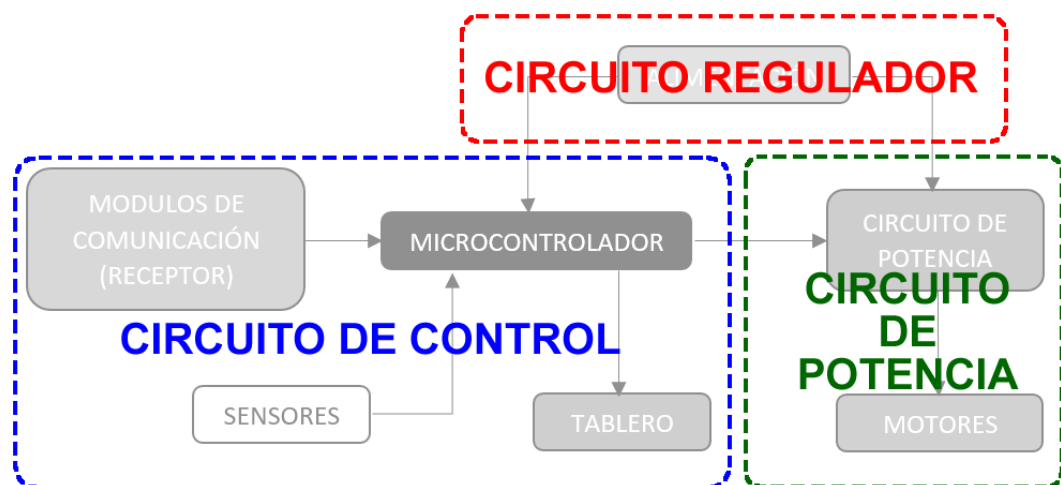 CIRCUITO REGULADOR
MODULOS DE
COMUNICACIÓN
(RECEPTOR)
MICROCONTROLADOR
CIRCUITO DE
POTENCIA
CIRCUITO
DE
POTENCIA
CIRCUITO DE CONTROL
SENSORES
TABLERO
MOTORES